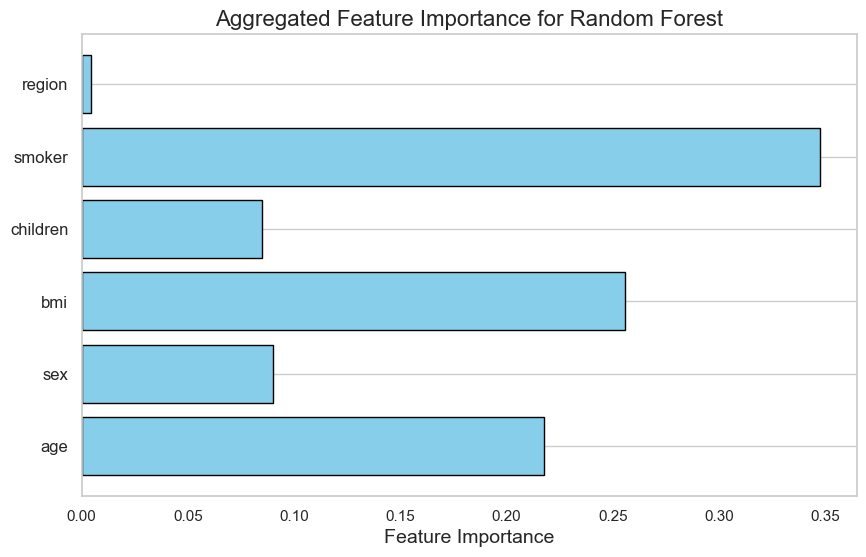 Aggregated Feature Importance for Random Forest
region
smoker
children
bmi
sex
age
0.00 0.05 0.10 0.15 0.20 0.25 0.30 0.35
Feature Importance